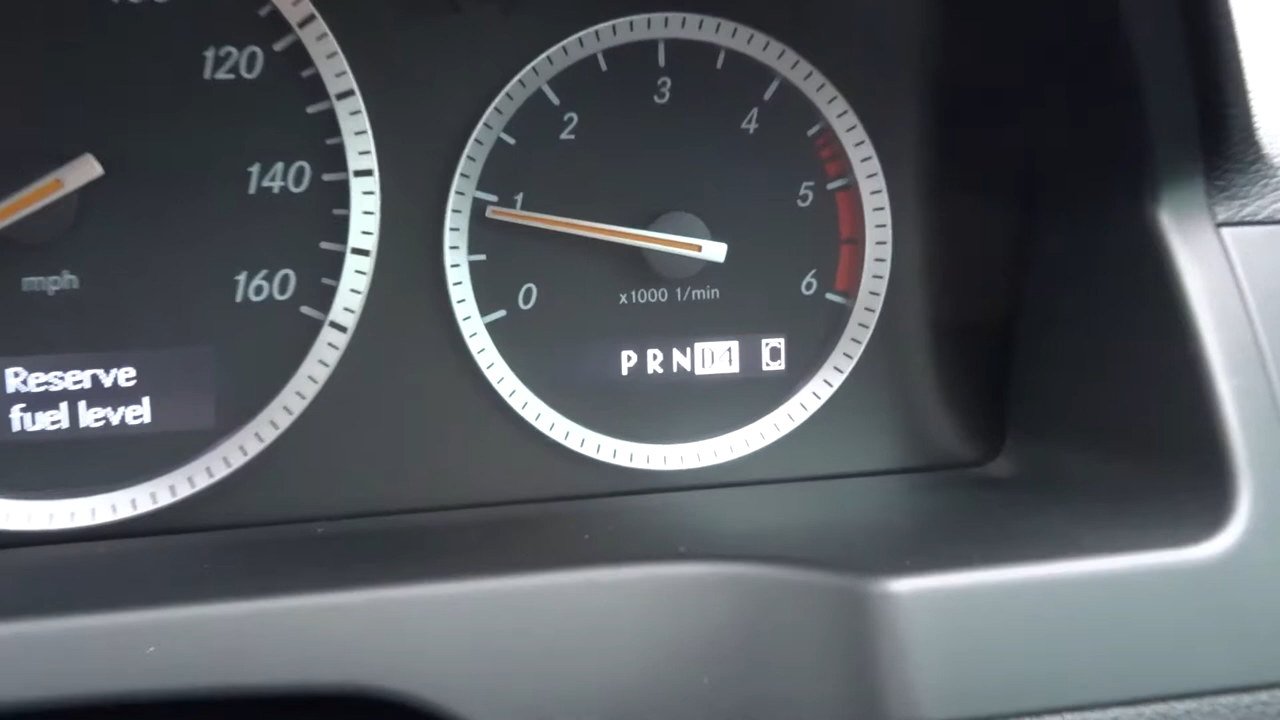 120
140
160
mph
Reserve
fuel level
0
1
2
3
4
5
6
x1000 1/min
P R N D4 C